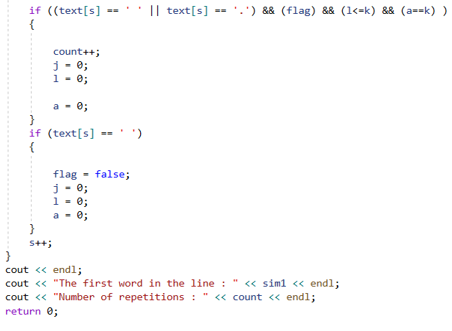 if ((text[s] == ' ' || text[s] == '.') && (flag) && (l<=k) && (a==k) )
{
count++;
j = 0;
l = 0;
a = 0;
}
if (text[s] == ' ')
{
flag = false;
j = 0;
l = 0;
a = 0;
}
s++;
}
cout << endl;
cout << "The first word in the line : " << sim1 << endl;
cout << "Number of repetitions : " << count << endl;
return 0;